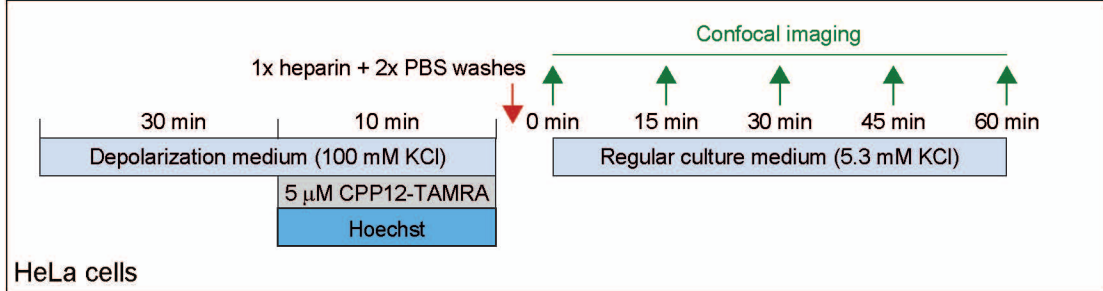 Confocal imaging
1x heparin + 2x PBS washes
30 min 10 min 0 min 15 min 30 min 45 min 60 min
Depolarization medium (100 mM KCl) Regular culture medium (5.3 mM KCl)
5 μM CPP12-TAMRA
Hoechst
HeLa cells